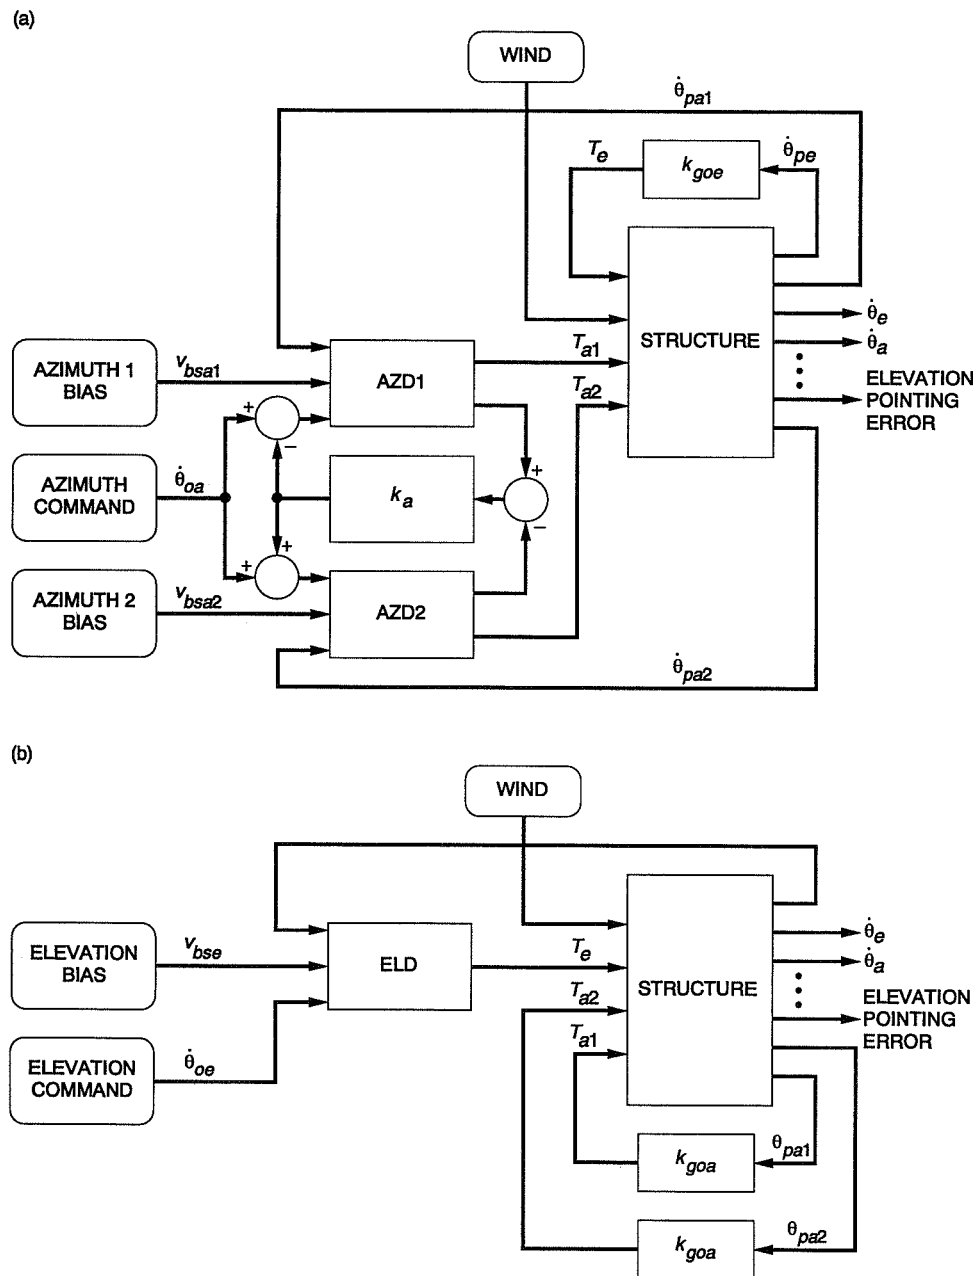 (a)
WIND
θ̇pa1
Te
kgoe
θ̇pe
STRUCTURE
θ̇e
θ̇a
ELEVATION
POINTING
ERROR
AZIMUTH 1
BIAS
vbsa1
AZD1
Ta1
Ta2
+
−
AZIMUTH
COMMAND
θ̇oa
ka
+
−
+
+
AZIMUTH 2
BIAS
vbsa2
AZD2
θ̇pa2
(b)
WIND
ELEVATION
BIAS
vbse
ELD
Te
Ta2
Ta1
STRUCTURE
θ̇e
θ̇a
ELEVATION
POINTING
ERROR
ELEVATION
COMMAND
θ̇oe
kgoa
θpa1
kgoa
θpa2